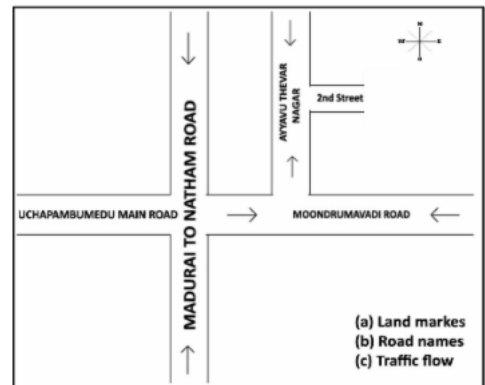 N
W E
S
MADURAI TO NATHAM ROAD
AYYAVU THEVAR
NAGAR
2nd Street
UCHAPAMBUMEDU MAIN ROAD
MOONDRUMAVADI ROAD
(a) Land markes
(b) Road names
(c) Traffic flow